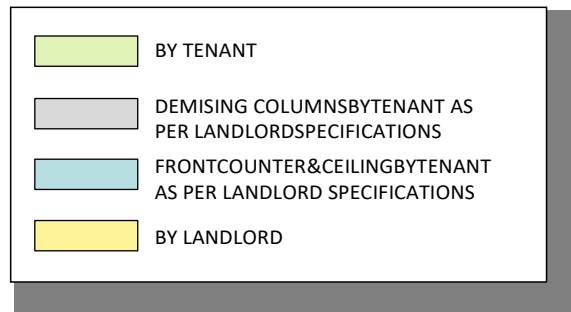 BY TENANT
DEMISING COLUMNSBYTENANT AS
PER LANDLORDSPECIFICATIONS
FRONTCOUNTER&CEILINGBYTENANT
AS PER LANDLORD SPECIFICATIONS
BY LANDLORD